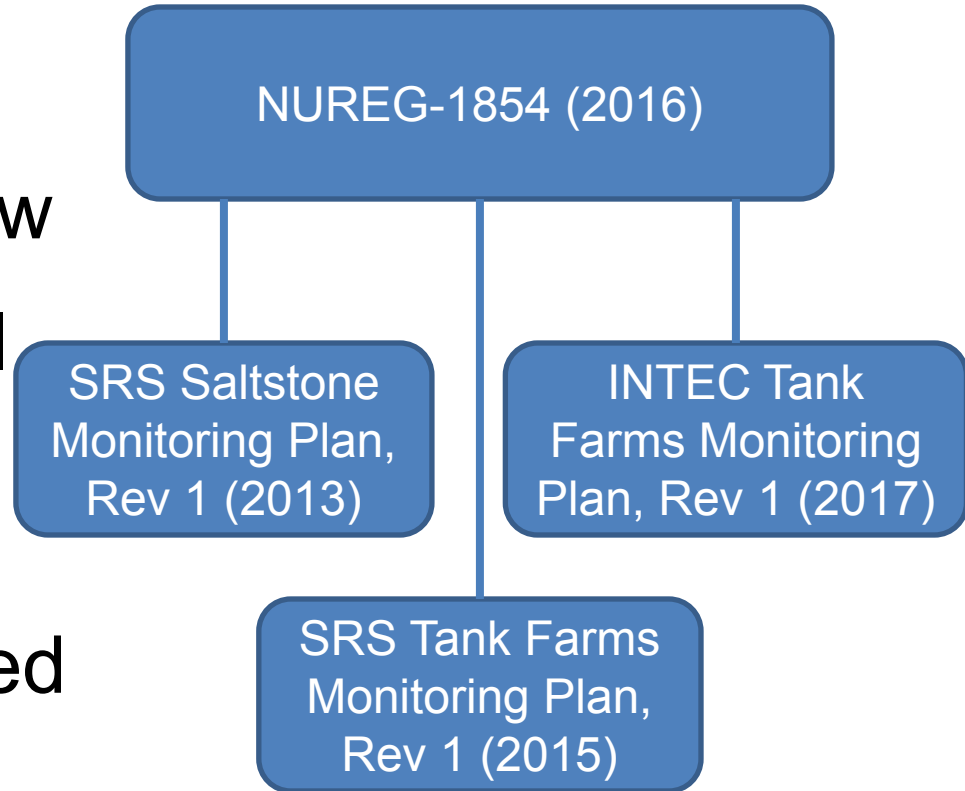 NUREG-1854 (2016)
SRS Saltstone
Monitoring Plan,
Rev 1 (2013)
INTEC Tank
Farms Monitoring
Plan, Rev 1 (2017)
SRS Tank Farms
Monitoring Plan,
Rev 1 (2015)